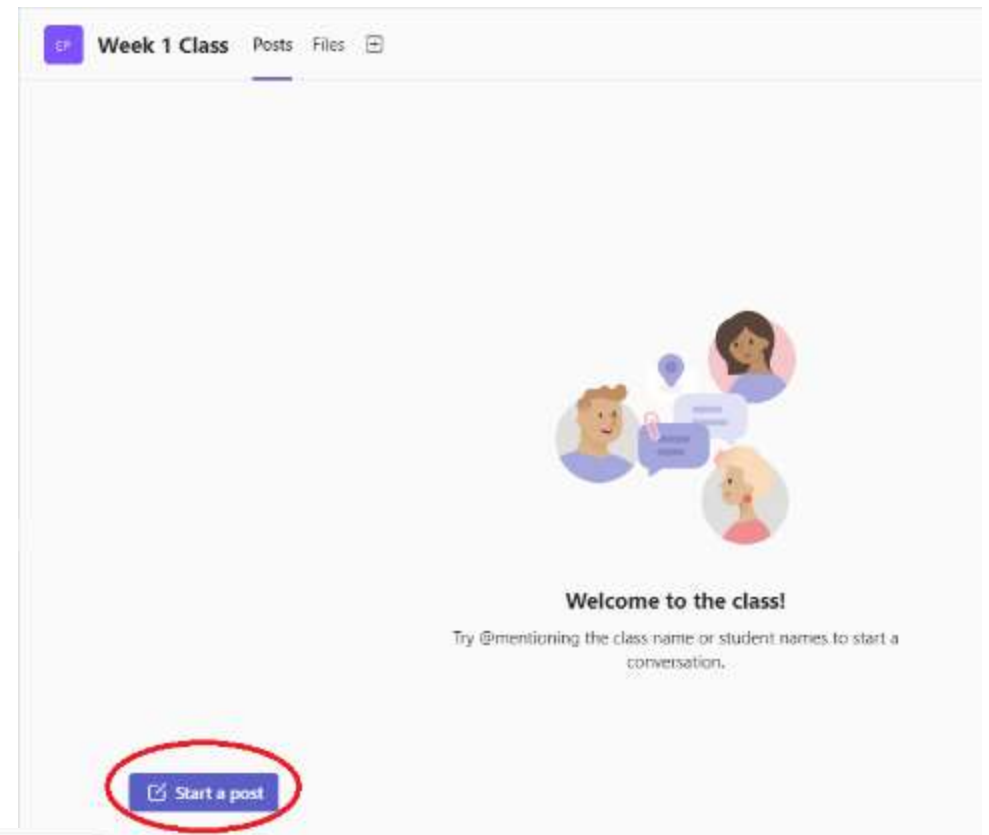 EP Week 1 Class Posts Files
Welcome to the class!
Try @mentioning the class name or student names to start a
conversation.
Start a post